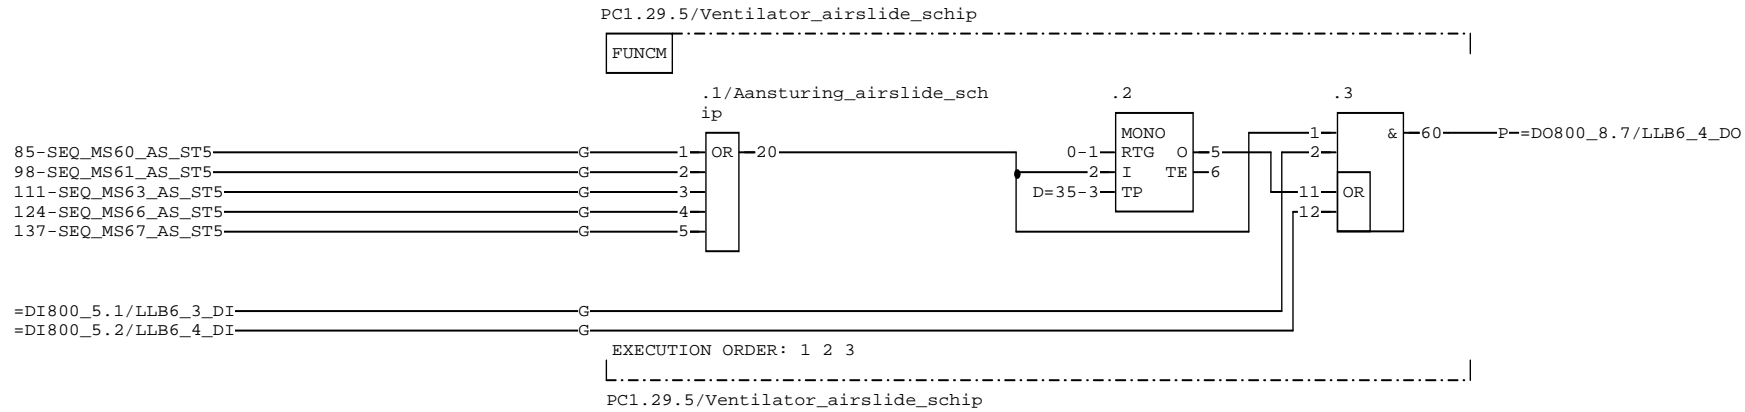 PC1.29.5/Ventilator_airslide_schip
FUNCM
.1/Aansturing_airslide_sch
ip
.2
.3
MONO
& 60 P =DO800_8.7/LLB6_4_DO
1
85-SEQ_MS60_AS_ST5 G 1 OR 20 0-1 RTG O 5 2
98-SEQ_MS61_AS_ST5 G 2 2 I TE 6
111-SEQ_MS63_AS_ST5 G 3 D=35-3 TP 11 OR
124-SEQ_MS66_AS_ST5 G 4 12
137-SEQ_MS67_AS_ST5 G 5
=DI800_5.1/LLB6_3_DI G
=DI800_5.2/LLB6_4_DI G
EXECUTION ORDER: 1 2 3
PC1.29.5/Ventilator_airslide_schip